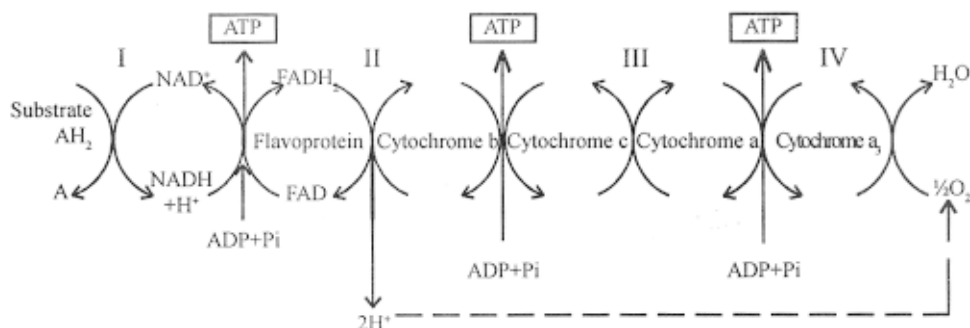 ATP ATP ATP
I II III IV
NAD⁺ FADH₂ H₂O
Substrate
AH₂
Flavoprotein Cytochrome b Cytochrome c Cytochrome a Cytochrome a₃
A NADH FAD ½O₂
+H⁺
ADP+Pi ADP+Pi ADP+Pi
2H⁺